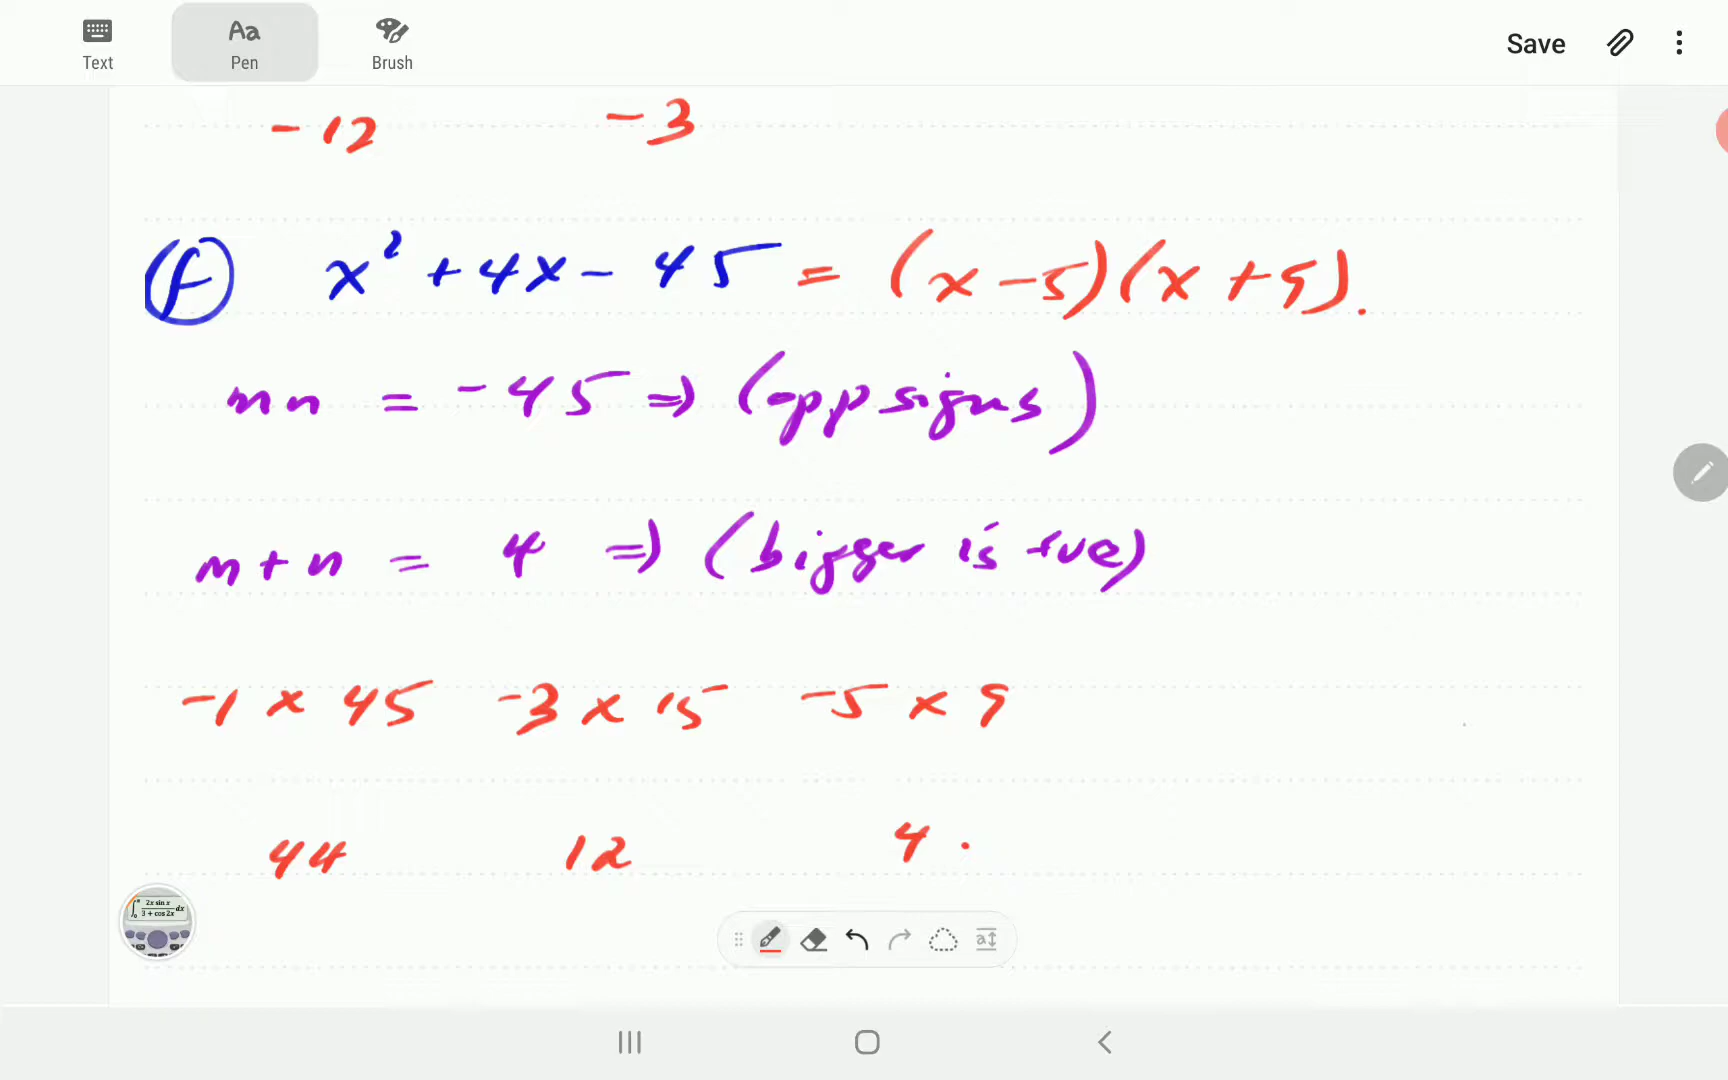 Text Pen Brush Save
-12 -3
(f) x² + 4x - 45 = (x - 5)(x + 9).
mn = -45 ⇒ (opp signs)
m + n = 4 ⇒ (bigger is +ve)
-1 × 45 -3 × 15 -5 × 9
44 12 4.